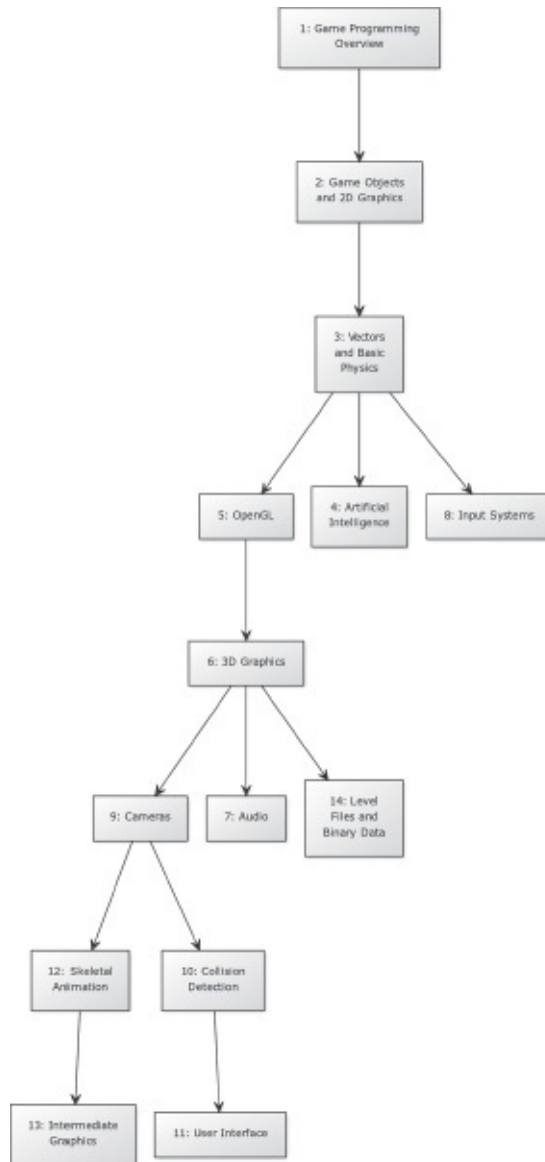 1: Game Programming
Overview
2: Game Objects
and 2D Graphics
3: Vectors
and Basic
Physics
5: OpenGL
4: Artificial
Intelligence
8: Input Systems
6: 3D Graphics
9: Cameras
7: Audio
14: Level
Files and
Binary Data
12: Skeletal
Animation
10: Collision
Detection
13: Intermediate
Graphics
11: User Interface